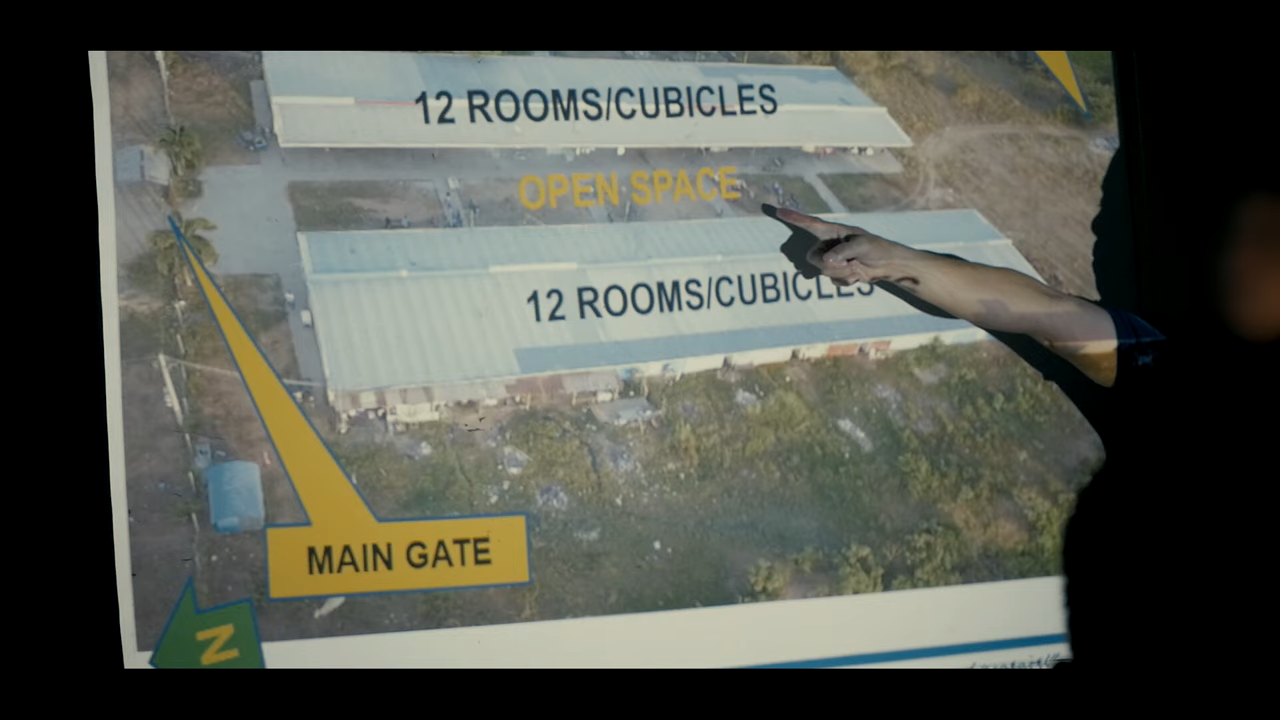 12 ROOMS/CUBICLES
OPEN SPACE
12 ROOMS/CUBICLES
MAIN GATE
N